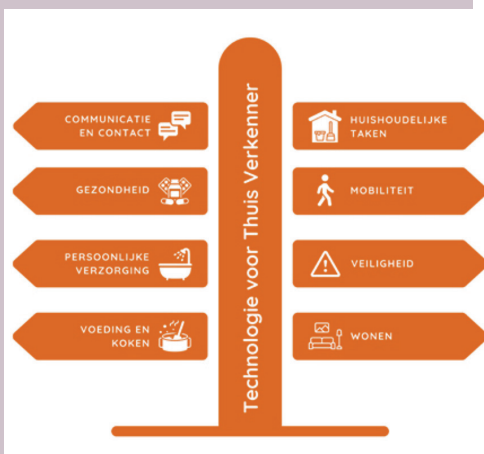 COMMUNICATIE
EN CONTACT
GEZONDHEID
PERSOONLIJKE
VERZORGING
VOEDING EN
KOKEN
Technologie voor Thuis Verkenner
HUISHOUDELIJKE
TAKEN
MOBILITEIT
VEILIGHEID
WONEN